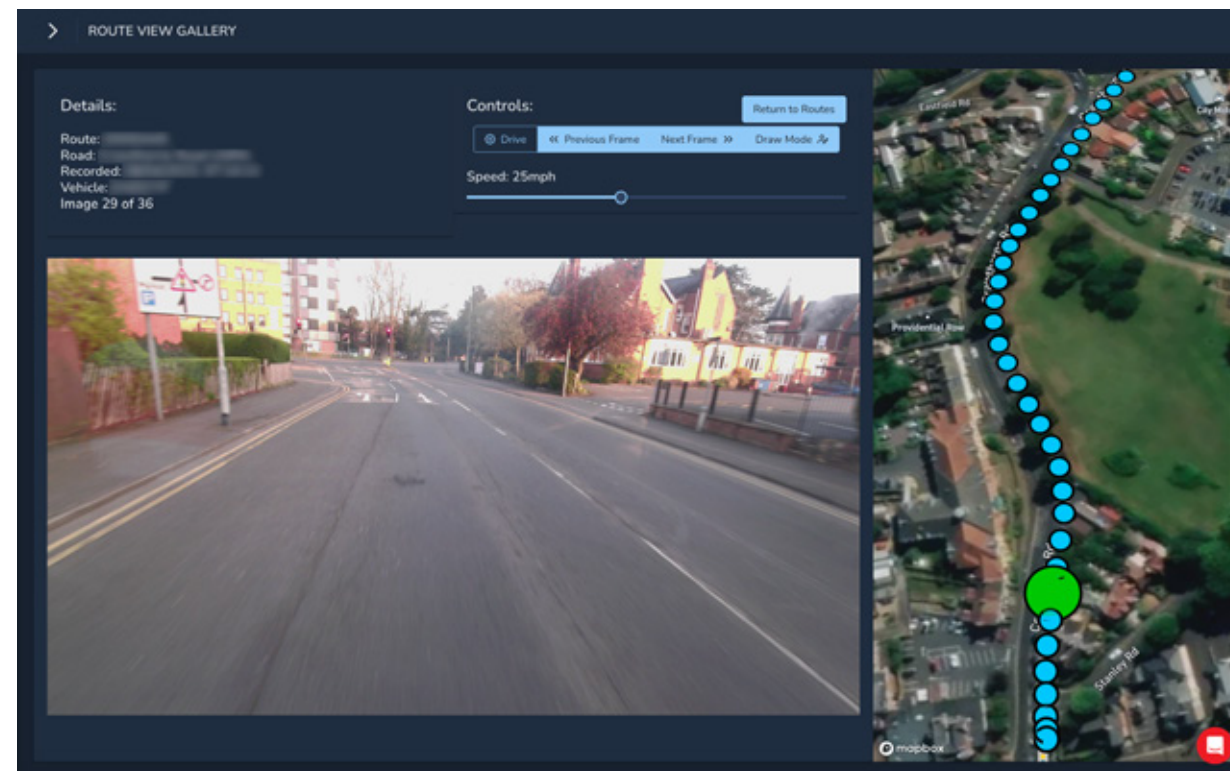 ROUTE VIEW GALLERY
Details:
Route:
Road:
Recorded:
Vehicle:
Image 29 of 36
Controls:
Return to Routes
Drive
Previous Frame
Next Frame
Draw Mode
Speed: 25mph
Eastfield Rd
Providential Row
Stanley Rd
mapbox